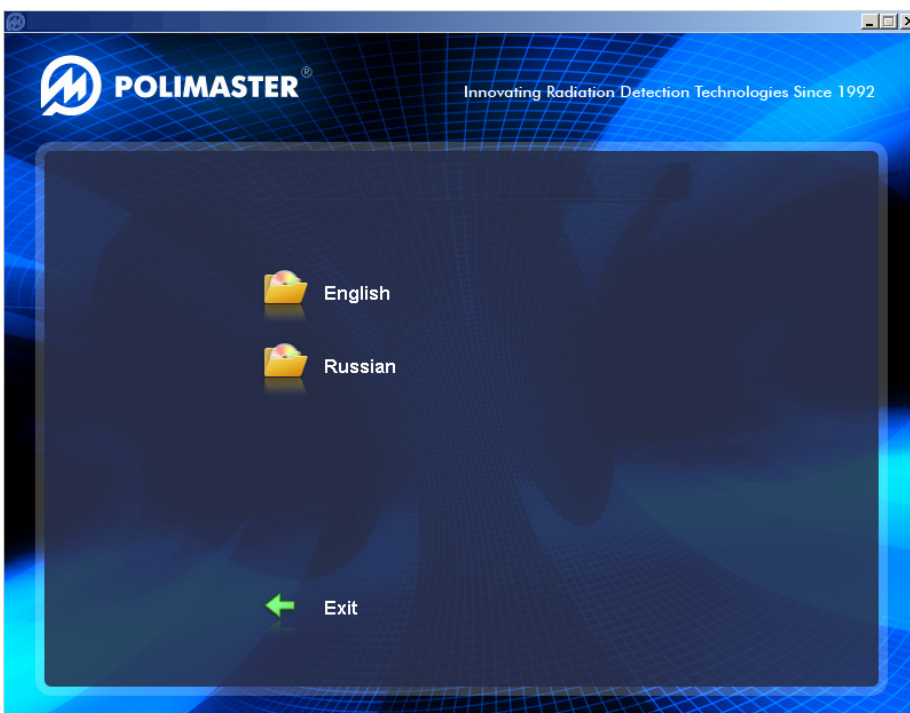 POLIMASTER®
Innovating Radiation Detection Technologies Since 1992
English
Russian
Exit